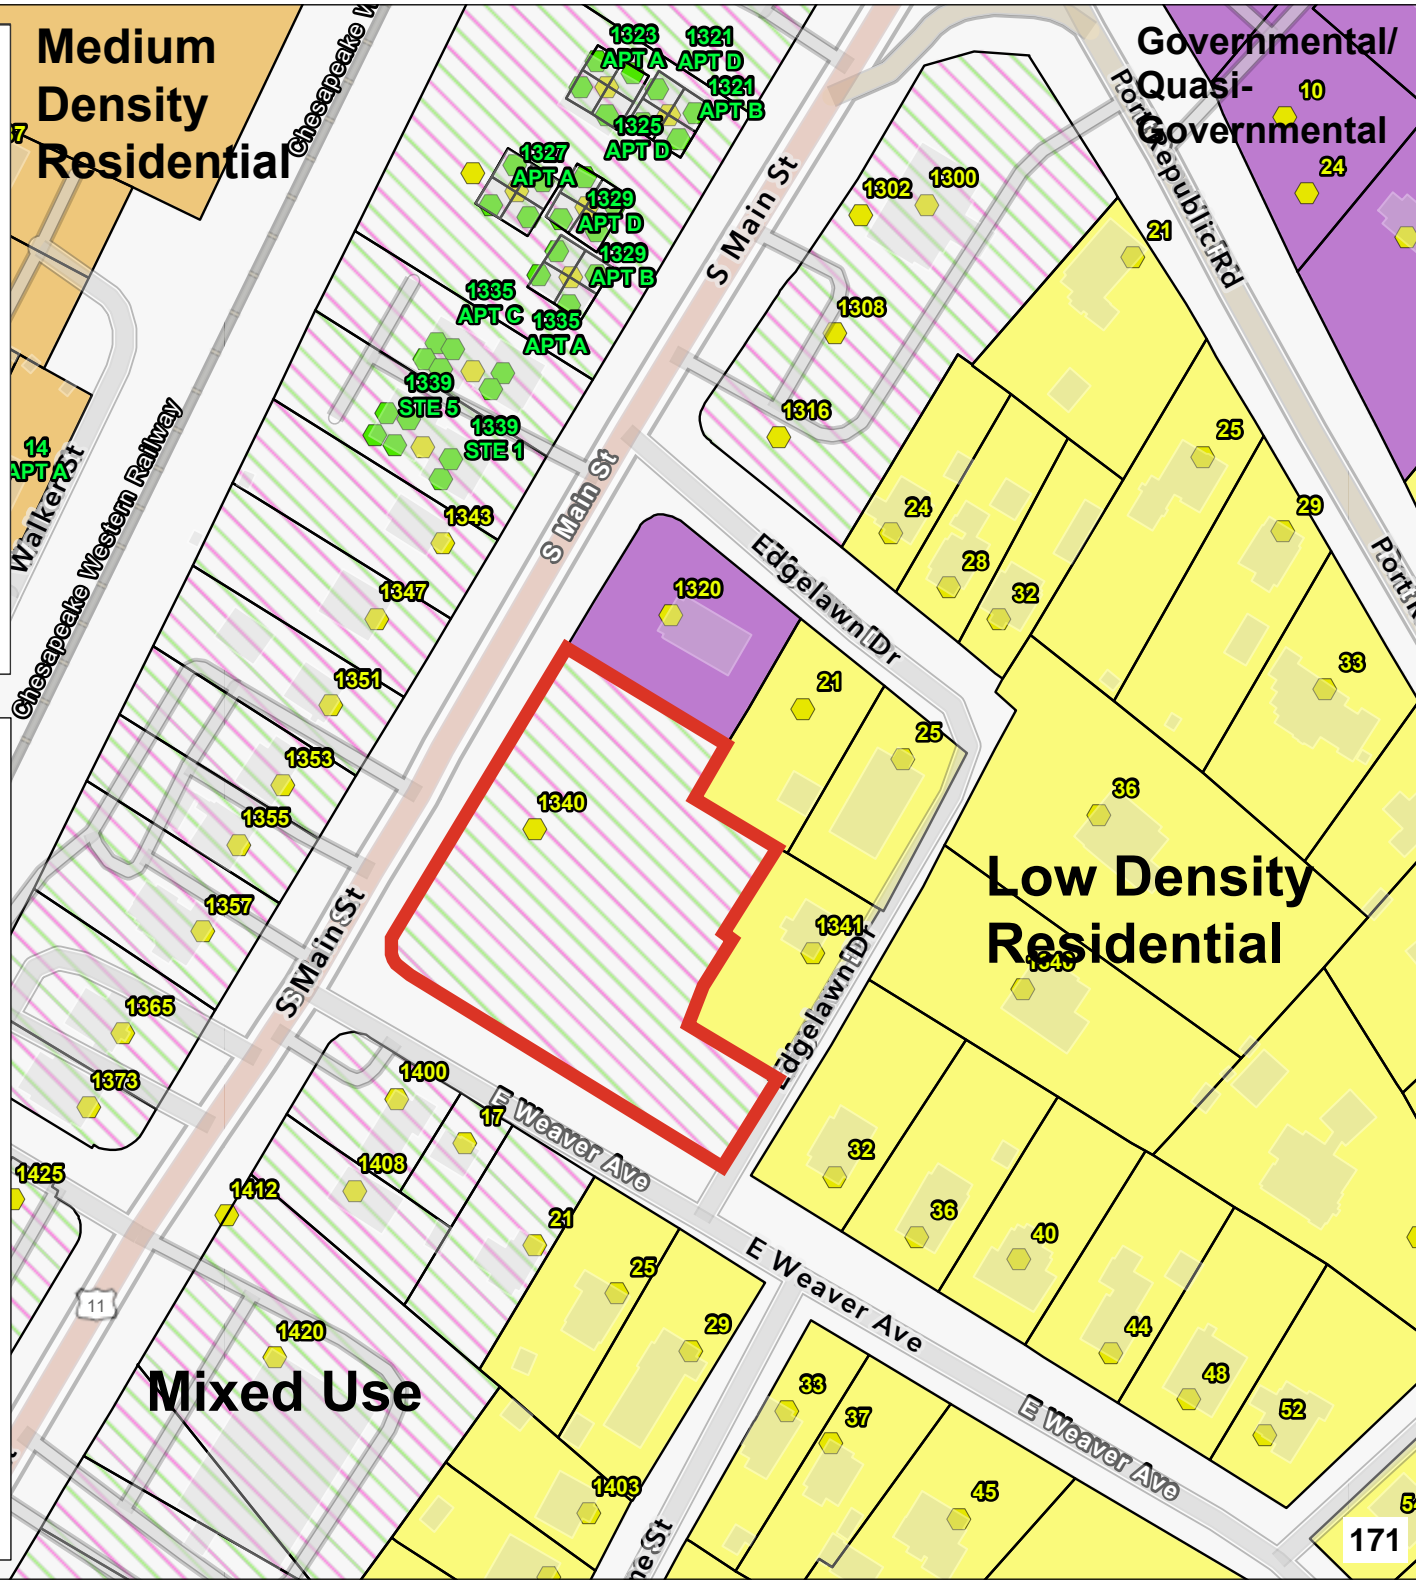 Medium
Density
Residential
Governmental/
Quasi-
Governmental
Chesapeake W
1323
APT A
1321
APT D
1321
APT B
1325
APT D
1327
APT A
1329
APT D
1329
APT B
1335
APT C
1335
APT A
1339
STE 5
1339
STE 1
10
24
Port Republic Rd
1302
1300
21
S Main St
1308
1316
25
14
APT A
Walker St
Chesapeake Western Railway
S Main St
1343
24
28
32
29
Port R
Edgelawn Dr
1347
1320
33
1351
21
25
1353
1340
36
1355
Low Density
Residential
1357
1341
1340
S Main St
Edgelawn Dr
1365
1373
1400
17
E Weaver Ave
1408
32
1425
1412
21
36
40
25
E Weaver Ave
11
29
44
1420
48
Mixed Use
33
52
37
E Weaver Ave
1403
45
171